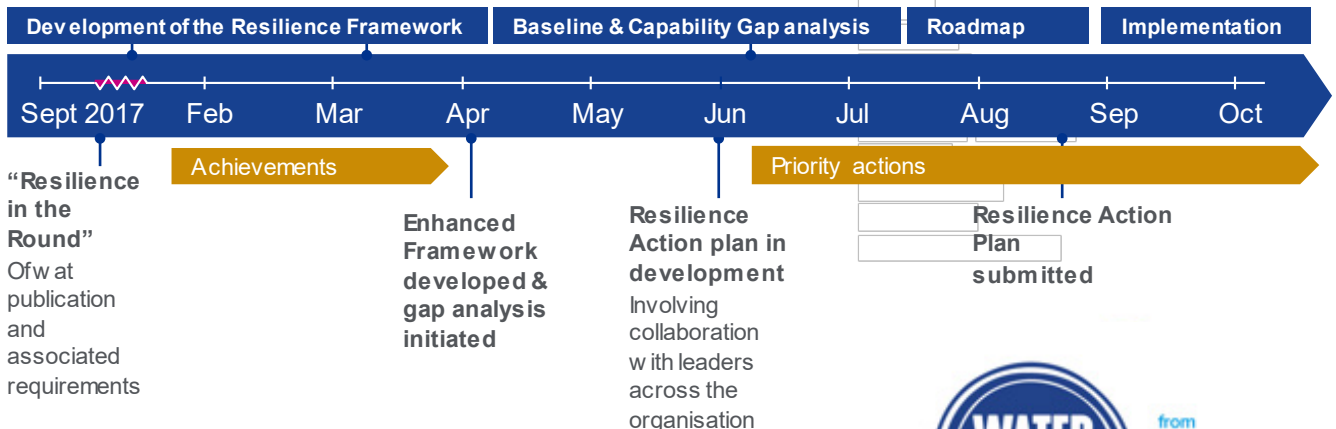 Development of the Resilience Framework
Baseline & Capability Gap analysis
Roadmap
Implementation
Sept 2017 Feb Mar Apr May Jun Jul Aug Sep Oct
Achievements
Priority actions
“Resilience
in the
Round”
Ofwat
publication
and
associated
requirements
Enhanced
Framework
developed &
gap analysis
initiated
Resilience
Action plan in
development
Involving
collaboration
with leaders
across the
organisation
Resilience Action
Plan
submitted
WATER
from